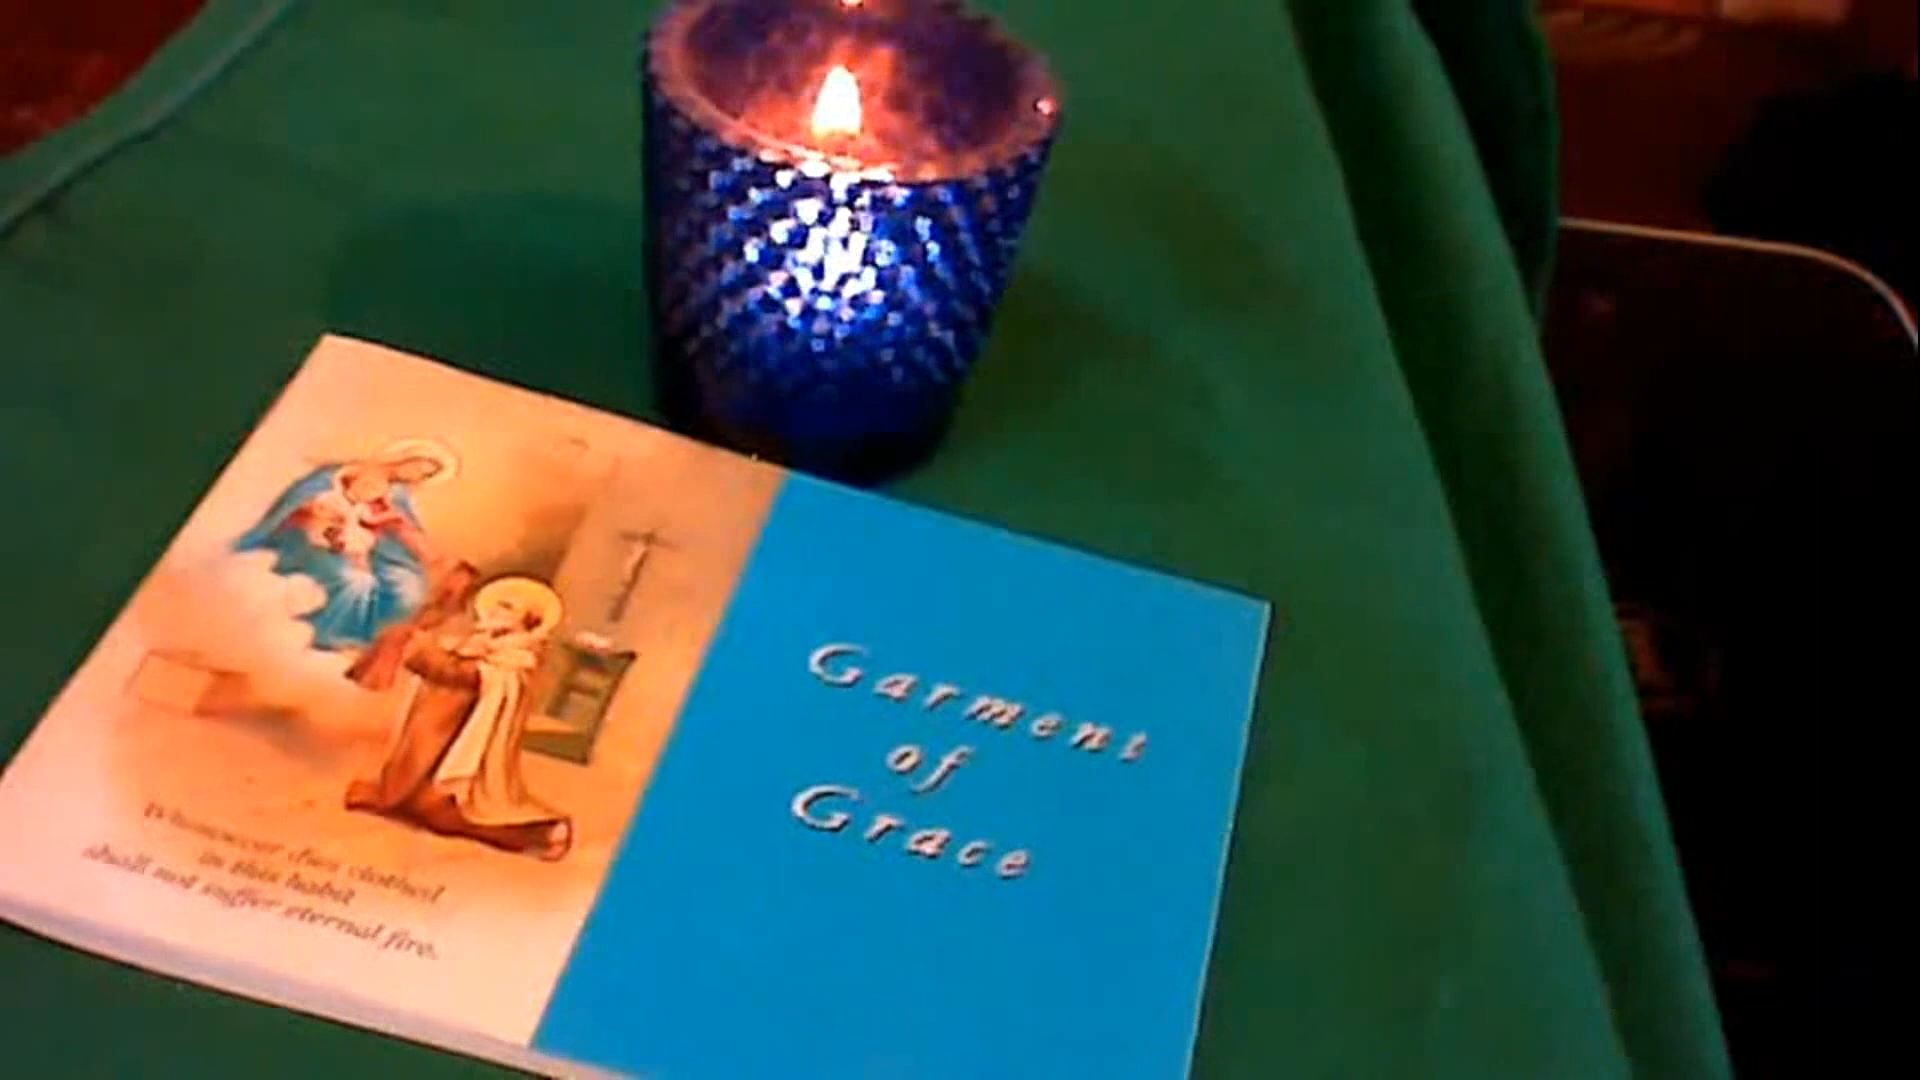 Whosoever dies clothed
in this habit
shall not suffer eternal fire.
Garment
of
Grace